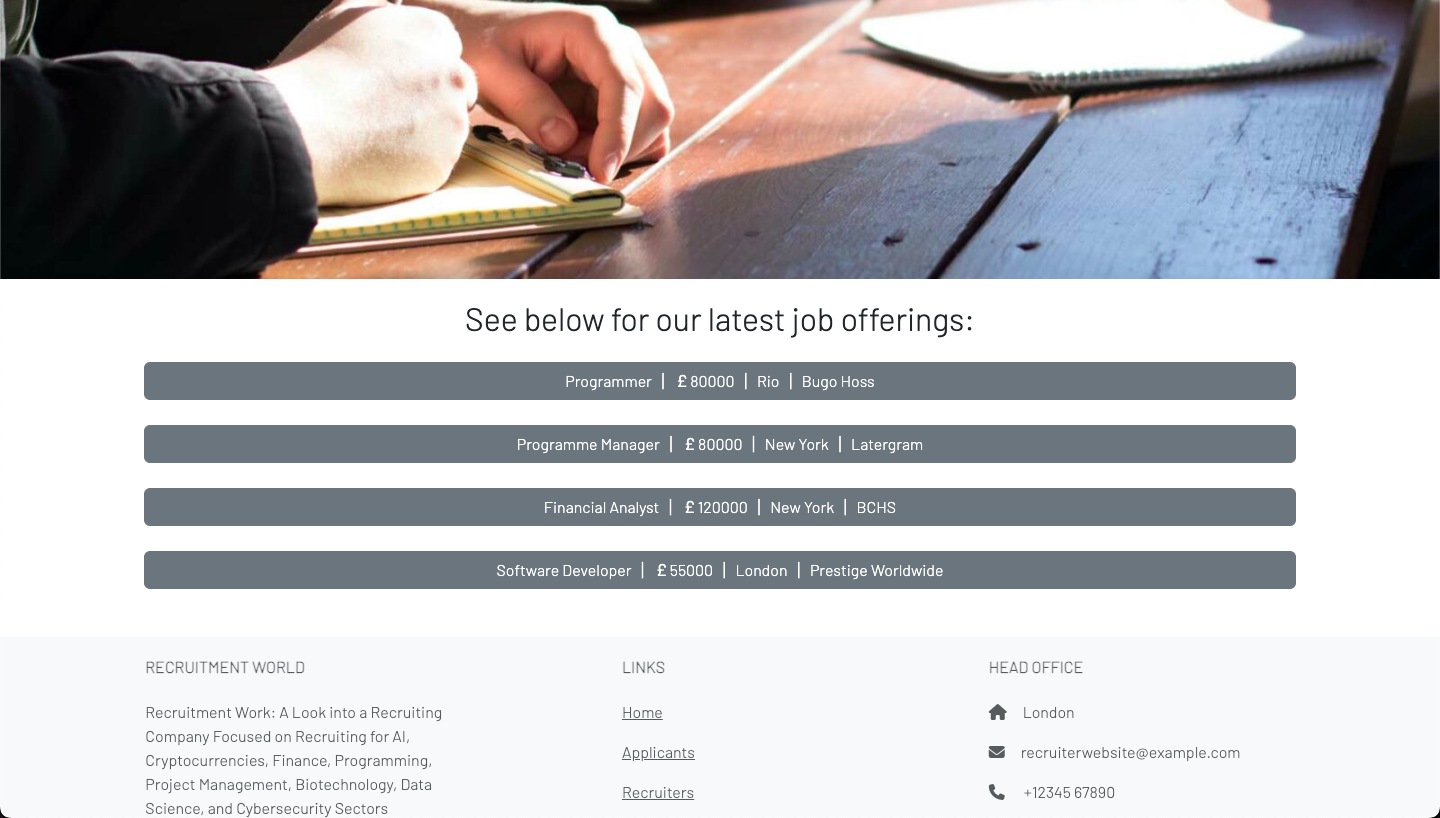 See below for our latest job offerings:
Programmer | £ 80000 | Rio | Bugo Hoss
Programme Manager | £ 80000 | New York | Latergram
Financial Analyst | £ 120000 | New York | BCHS
Software Developer | £ 55000 | London | Prestige Worldwide
RECRUITMENT WORLD
Recruitment Work: A Look into a Recruiting
Company Focused on Recruiting for AI,
Cryptocurrencies, Finance, Programming,
Project Management, Biotechnology, Data
Science, and Cybersecurity Sectors
LINKS
Home
Applicants
Recruiters
HEAD OFFICE
London
recruiterwebsite@example.com
+12345 67890